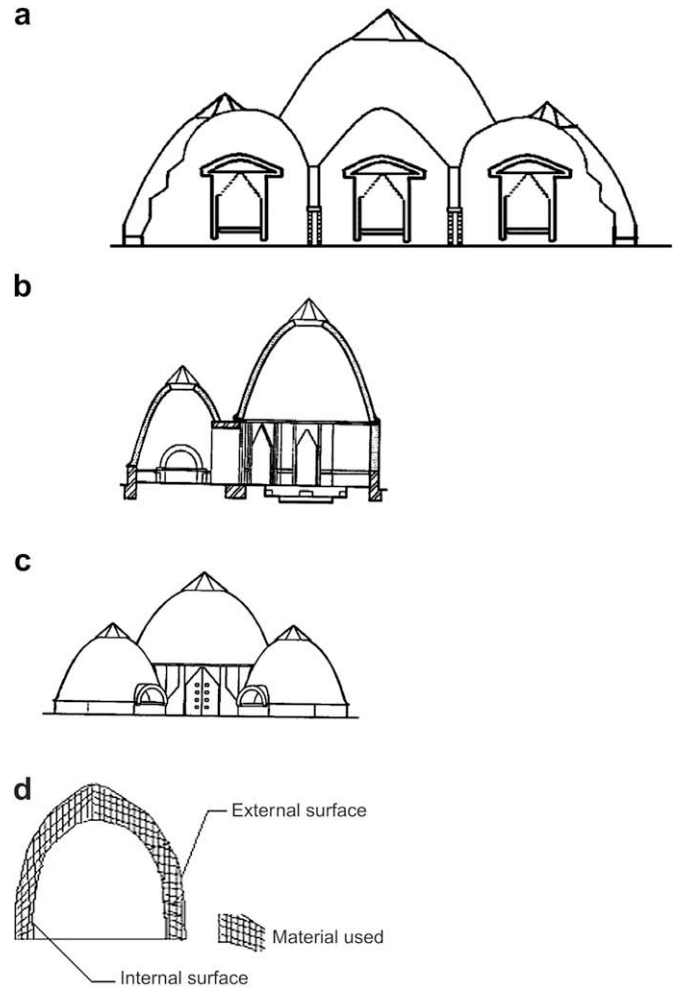 a
b
c
d
External surface
Material used
Internal surface